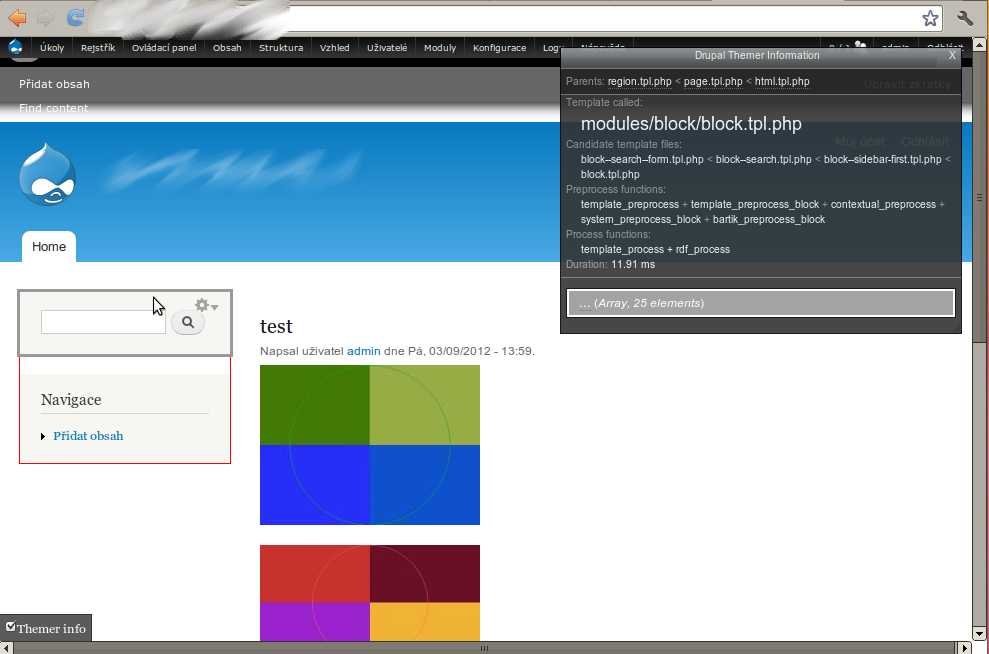 Úkoly Rejstřík Ovládací panel Obsah Struktura Vzhled Uživatelé Moduly Konfigurace Logy Nápověda 0 / 1 admin Odhlásit
Přidat obsah
Find content
Drupal Themer Information X
Parents: region.tpl.php < page.tpl.php < html.tpl.php
Upravit zkratky
Template called:
modules/block/block.tpl.php
Můj účet Odhlásit
Candidate template files:
block--search--form.tpl.php < block--search.tpl.php < block--sidebar-first.tpl.php <
block.tpl.php
Preprocess functions:
template_preprocess + template_preprocess_block + contextual_preprocess +
system_preprocess_block + bartik_preprocess_block
Process functions:
template_process + rdf_process
Duration: 11.91 ms
... (Array, 25 elements)
Home
test
Napsal uživatel admin dne Pá, 03/09/2012 - 13:59.
Navigace
Přidat obsah
Themer info